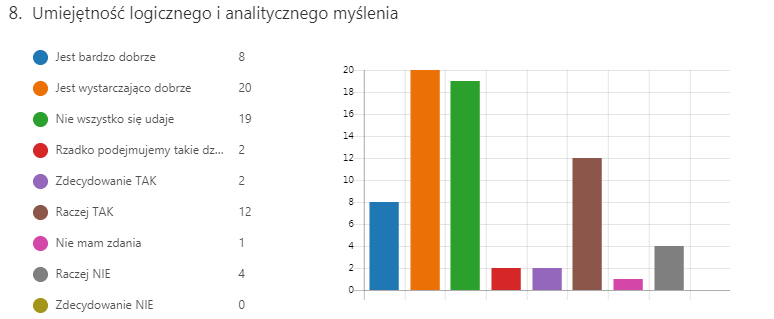 8. Umiejętność logicznego i analitycznego myślenia
Jest bardzo dobrze 8
Jest wystarczająco dobrze 20
Nie wszystko się udaje 19
Rzadko podejmujemy takie dz... 2
Zdecydowanie TAK 2
Raczej TAK 12
Nie mam zdania 1
Raczej NIE 4
Zdecydowanie NIE 0
20
18
16
14
12
10
8
6
4
2
0